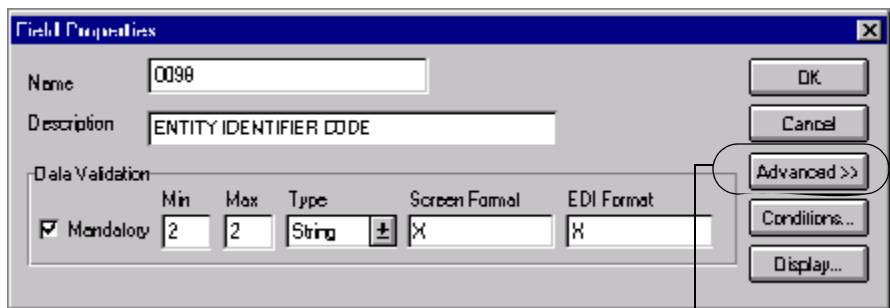 Field Properties
Name 0098 OK
Description ENTITY IDENTIFIER CODE Cancel
Data Validation Advanced >>
Min Max Type Screen Format EDI Format
Mandatory 2 2 String X X Conditions...
Display...